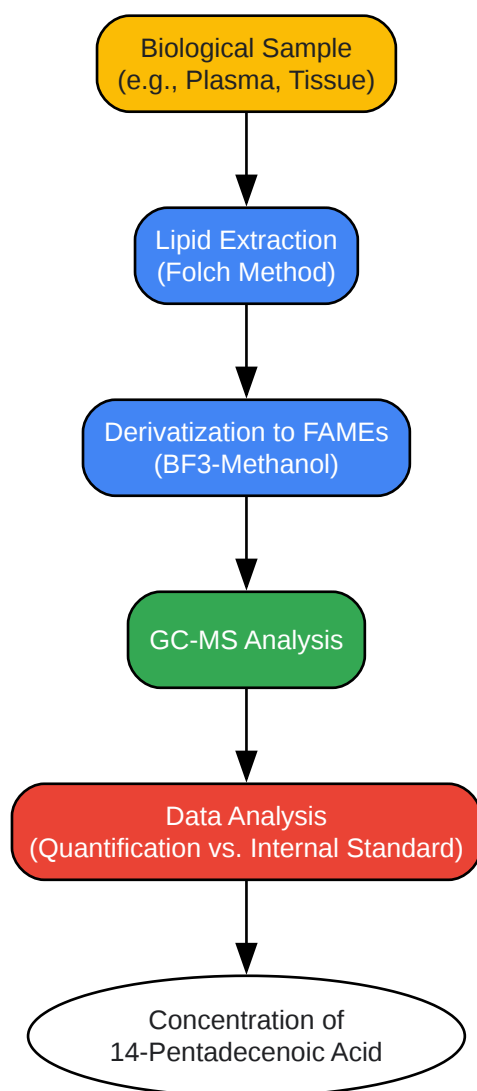 Biological Sample
(e.g., Plasma, Tissue)
Lipid Extraction
(Folch Method)
Derivatization to FAMEs
(BF3-Methanol)
GC-MS Analysis
Data Analysis
(Quantification vs. Internal Standard)
Concentration of
14-Pentadecenoic Acid